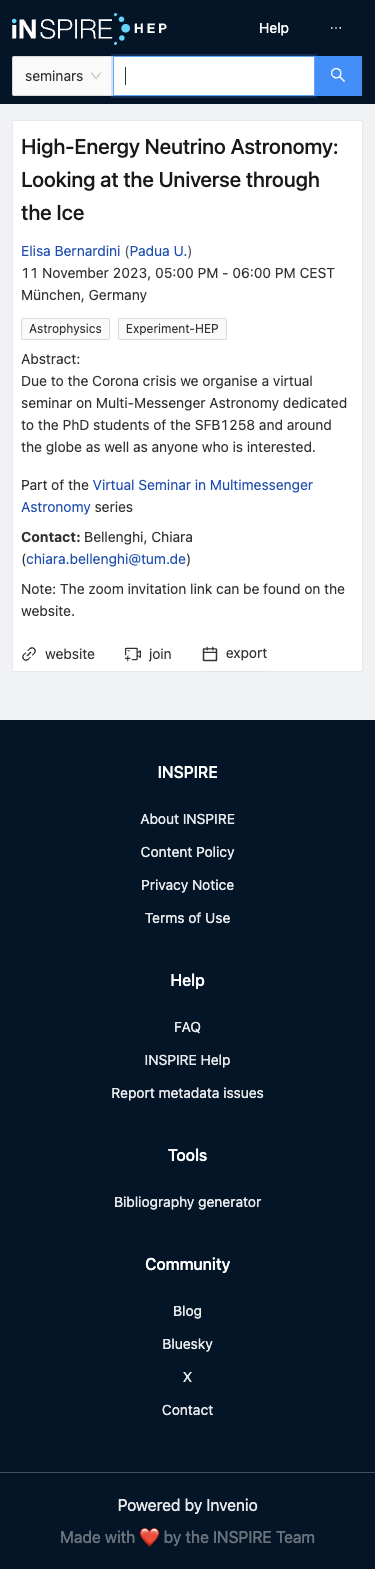 iNSPIRE HEP
Help
···
seminars
High-Energy Neutrino Astronomy:
Looking at the Universe through
the Ice
Elisa Bernardini (Padua U.)
11 November 2023, 05:00 PM - 06:00 PM CEST
München, Germany
Astrophysics Experiment-HEP
Abstract:
Due to the Corona crisis we organise a virtual
seminar on Multi-Messenger Astronomy dedicated
to the PhD students of the SFB1258 and around
the globe as well as anyone who is interested.
Part of the Virtual Seminar in Multimessenger
Astronomy series
Contact: Bellenghi, Chiara
(chiara.bellenghi@tum.de)
Note: The zoom invitation link can be found on the
website.
website join export
INSPIRE
About INSPIRE
Content Policy
Privacy Notice
Terms of Use
Help
FAQ
INSPIRE Help
Report metadata issues
Tools
Bibliography generator
Community
Blog
Bluesky
X
Contact
Powered by Invenio
Made with ❤️ by the INSPIRE Team